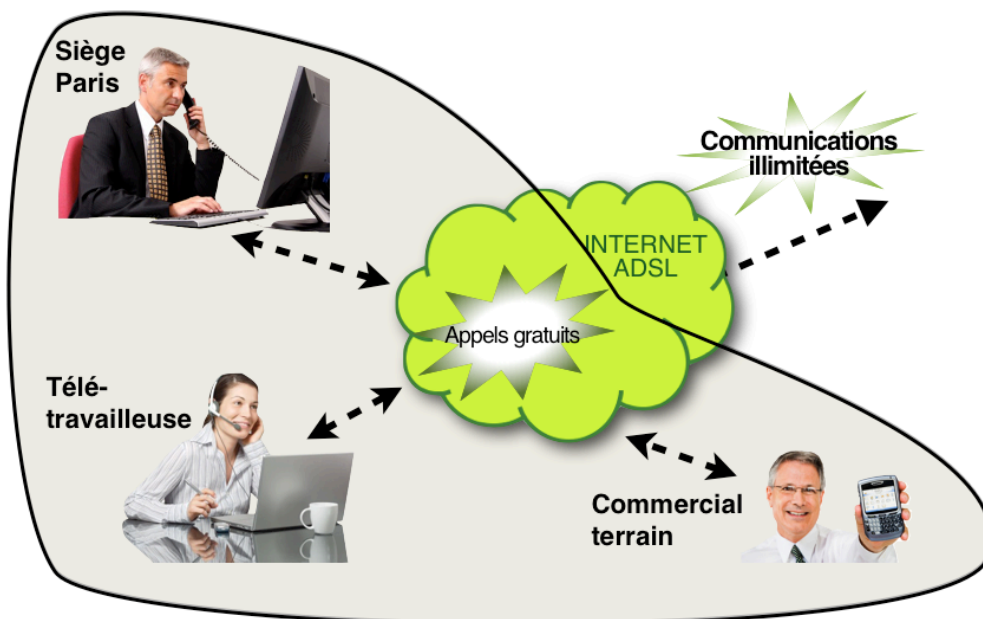 Siège
Paris
Communications
illimitées
INTERNET
ADSL
Appels gratuits
Télé-
travailleuse
Commercial
terrain